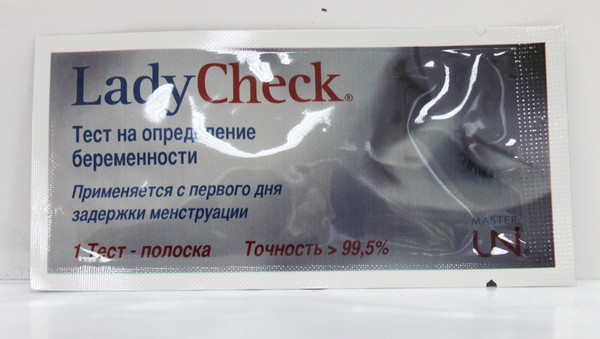 LadyCheck®
Тест на определение
беременности
Применяется с первого дня
задержки менструации
1 Тест - полоска Точность > 99,5%
MASTER
UNi